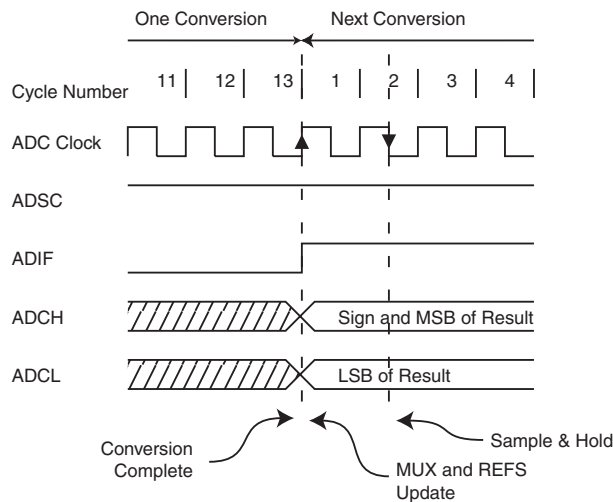 One Conversion Next Conversion
Cycle Number 11 12 13 1 2 3 4
ADC Clock
ADSC
ADIF
ADCH Sign and MSB of Result
ADCL LSB of Result
Conversion
Complete
MUX and REFS
Update
Sample & Hold